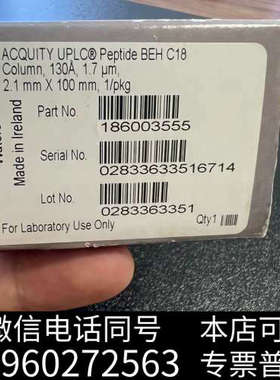 ACQUITY UPLC® Peptide BEH C18
Column, 130Å, 1.7 µm,
2.1 mm X 100 mm, 1/pkg
Made in Ireland
Part No
186003555
Serial No.
02833633516714
Lot No
0283363351
For Laboratory Use Only
Qty 1
微信电话同号
960272563
本店可
专票普票